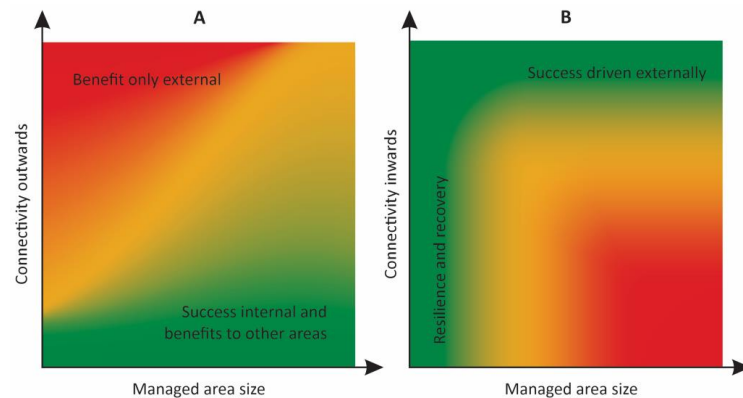 A
Benefit only external
Success internal and
benefits to other areas
Connectivity outwards
Managed area size
B
Success driven externally
Resilience and recovery
Connectivity inwards
Managed area size